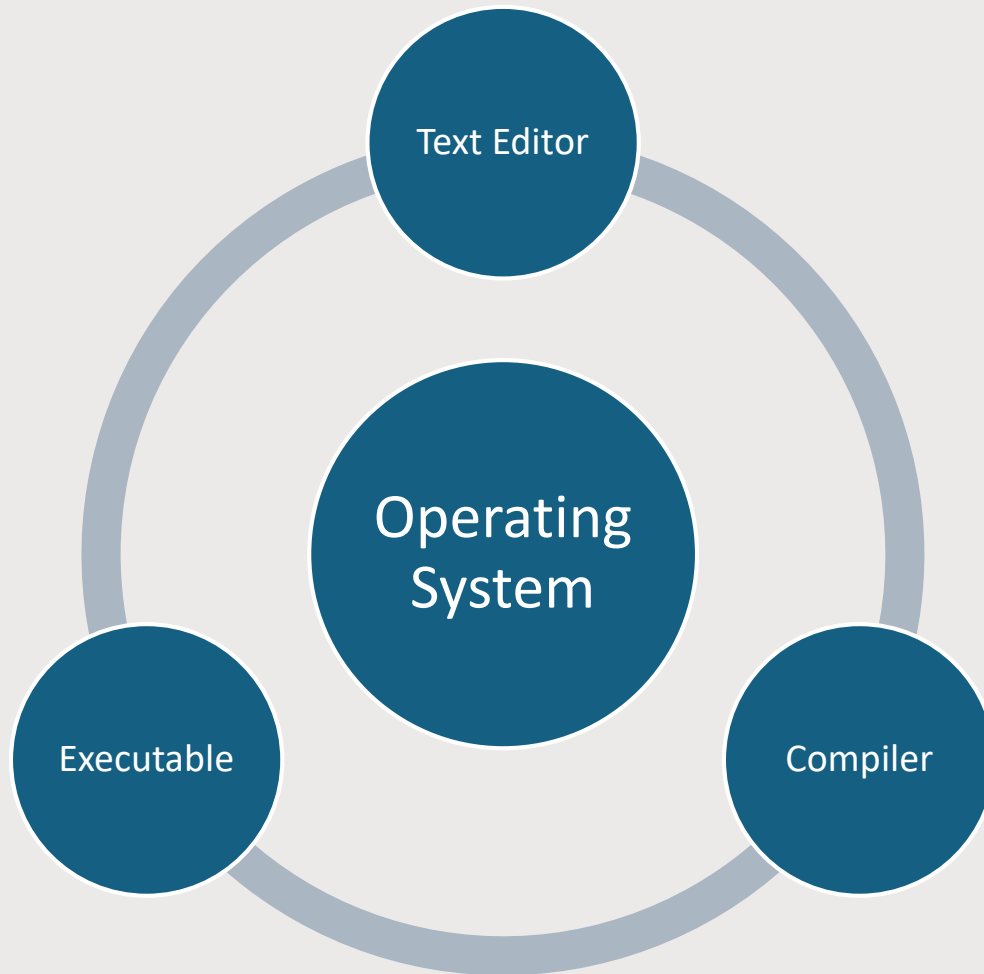 Text Editor
Operating
System
Executable
Compiler